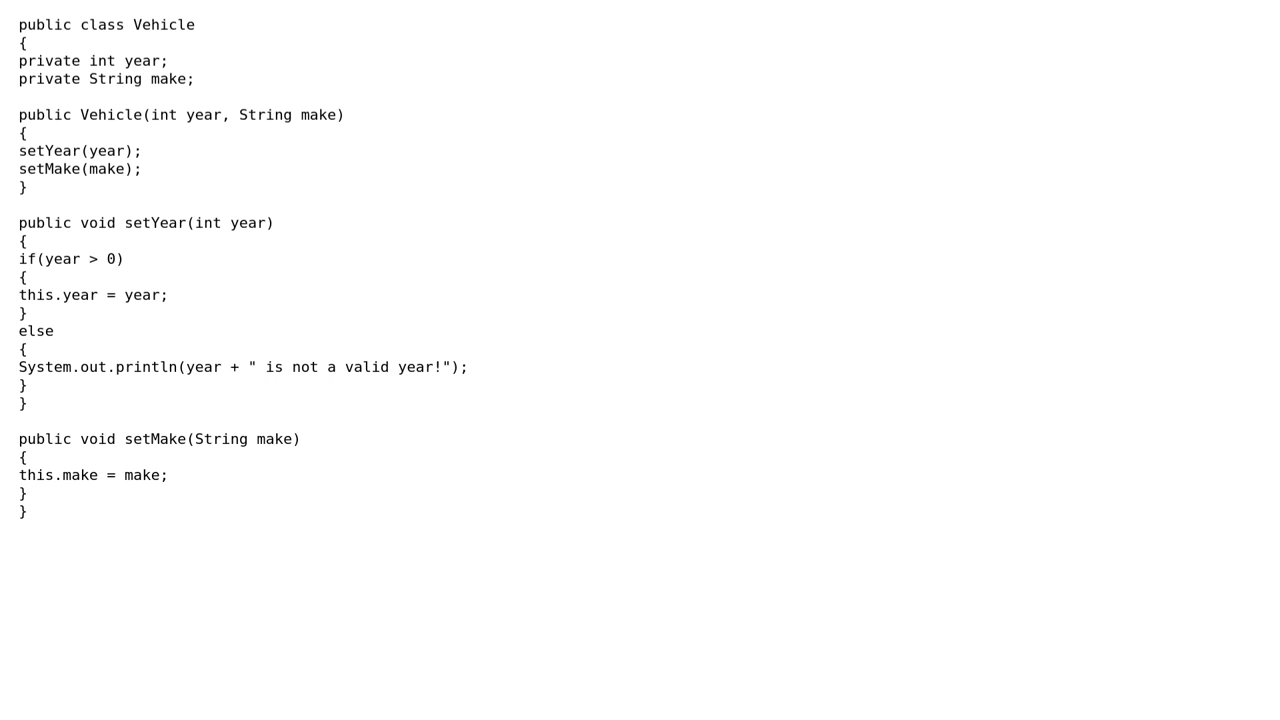 public class Vehicle
{
private int year;
private String make;

public Vehicle(int year, String make)
{
setYear(year);
setMake(make);
}

public void setYear(int year)
{
if(year > 0)
{
this.year = year;
}
else
{
System.out.println(year + " is not a valid year!");
}
}

public void setMake(String make)
{
this.make = make;
}
}